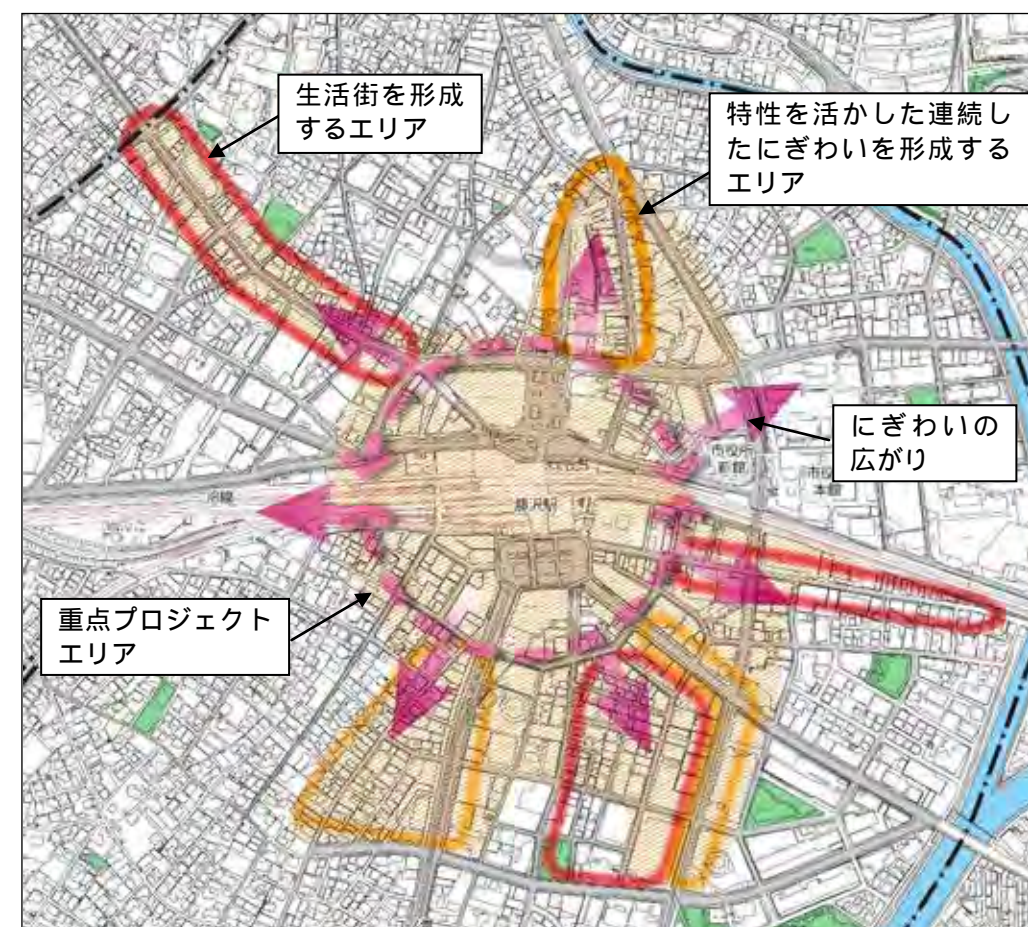 生活街を形成
するエリア
特性を活かした連続し
たにぎわいを形成する
エリア
にぎわいの
広がり
市役所
新館
市役所
本館
藤沢駅
重点プロジェクト
エリア